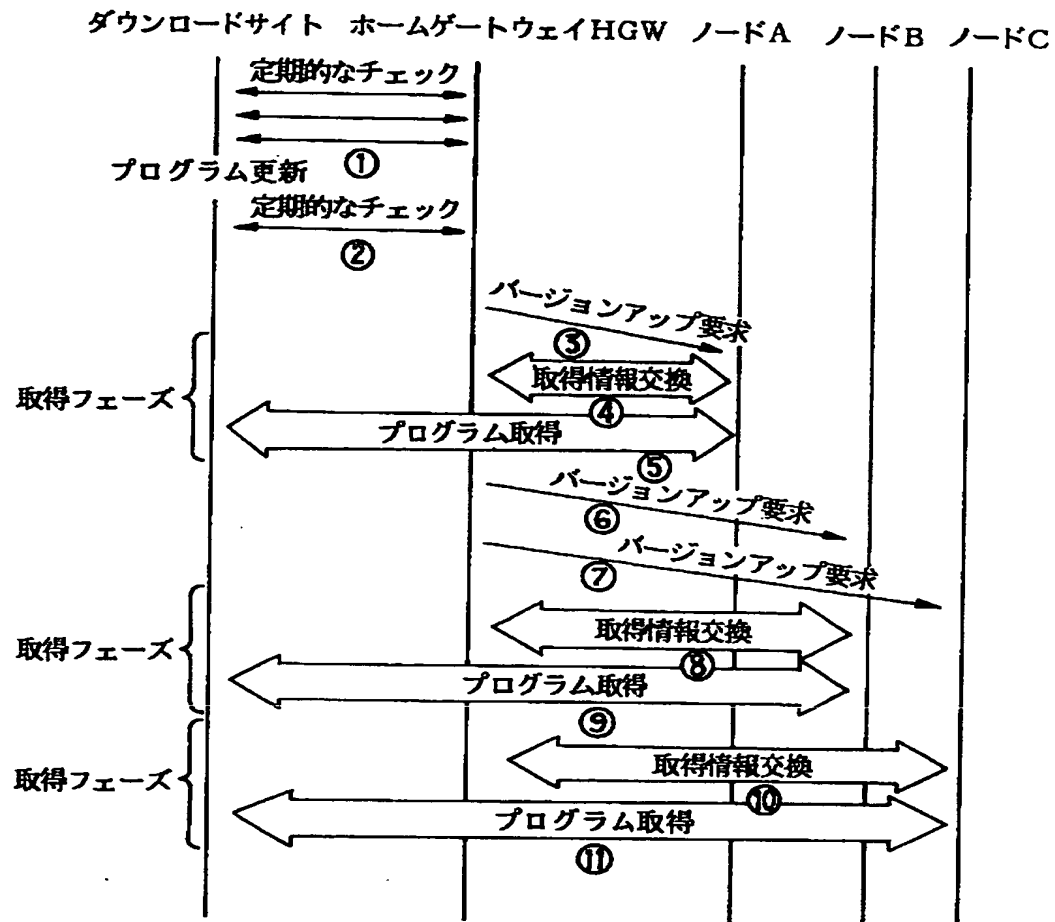 ダウンロードサイト ホームゲートウェイHGW ノードA ノードB ノードC
定期的なチェック
①
プログラム更新
定期的なチェック
②
バージョンアップ要求
③
取得フェーズ
取得情報交換
④
プログラム取得
⑤
バージョンアップ要求
⑥
バージョンアップ要求
⑦
取得フェーズ
取得情報交換
⑧
プログラム取得
⑨
取得フェーズ
取得情報交換
⑩
プログラム取得
⑪